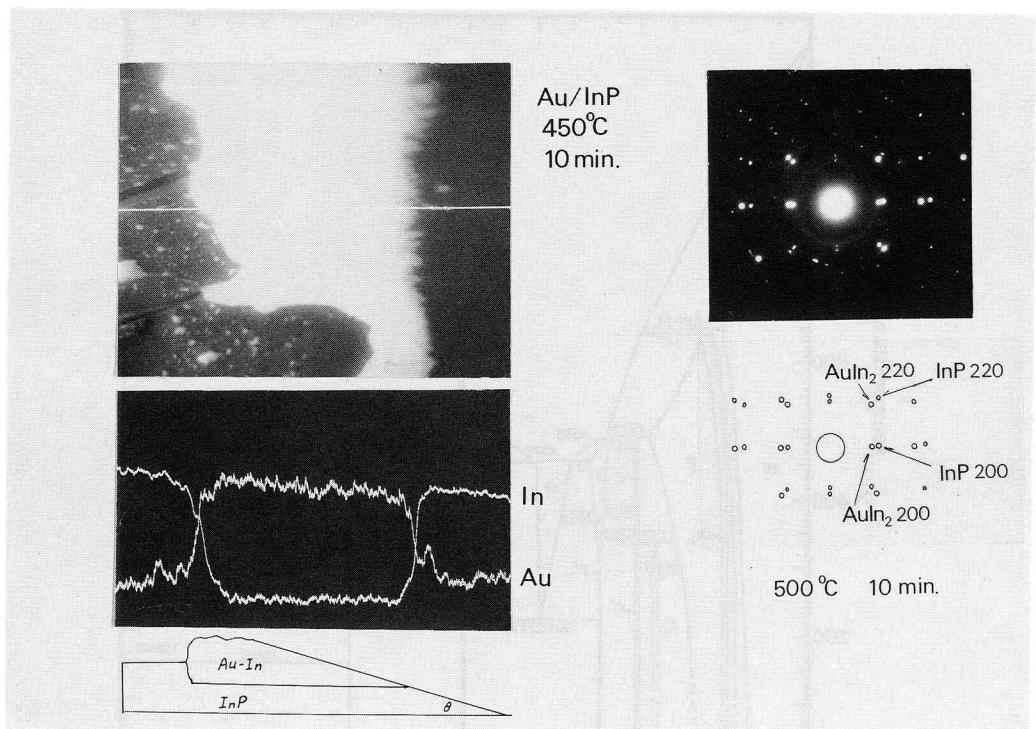 Au/InP
450°C
10 min.
In
Au
Au-In
InP
θ
AuIn₂ 220
InP 220
InP 200
AuIn₂ 200
500 °C 10 min.